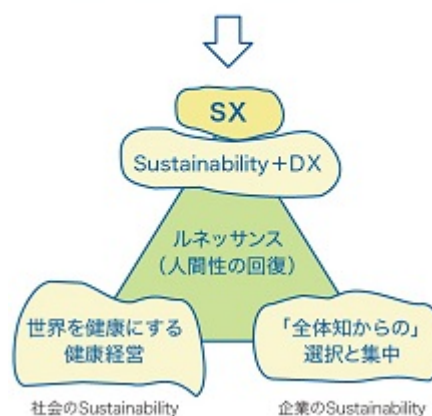 SX
Sustainability+DX
ルネッサンス
(人間性の回復)
世界を健康にする
健康経営
「全体知からの」
選択と集中
社会のSustainability
企業のSustainability